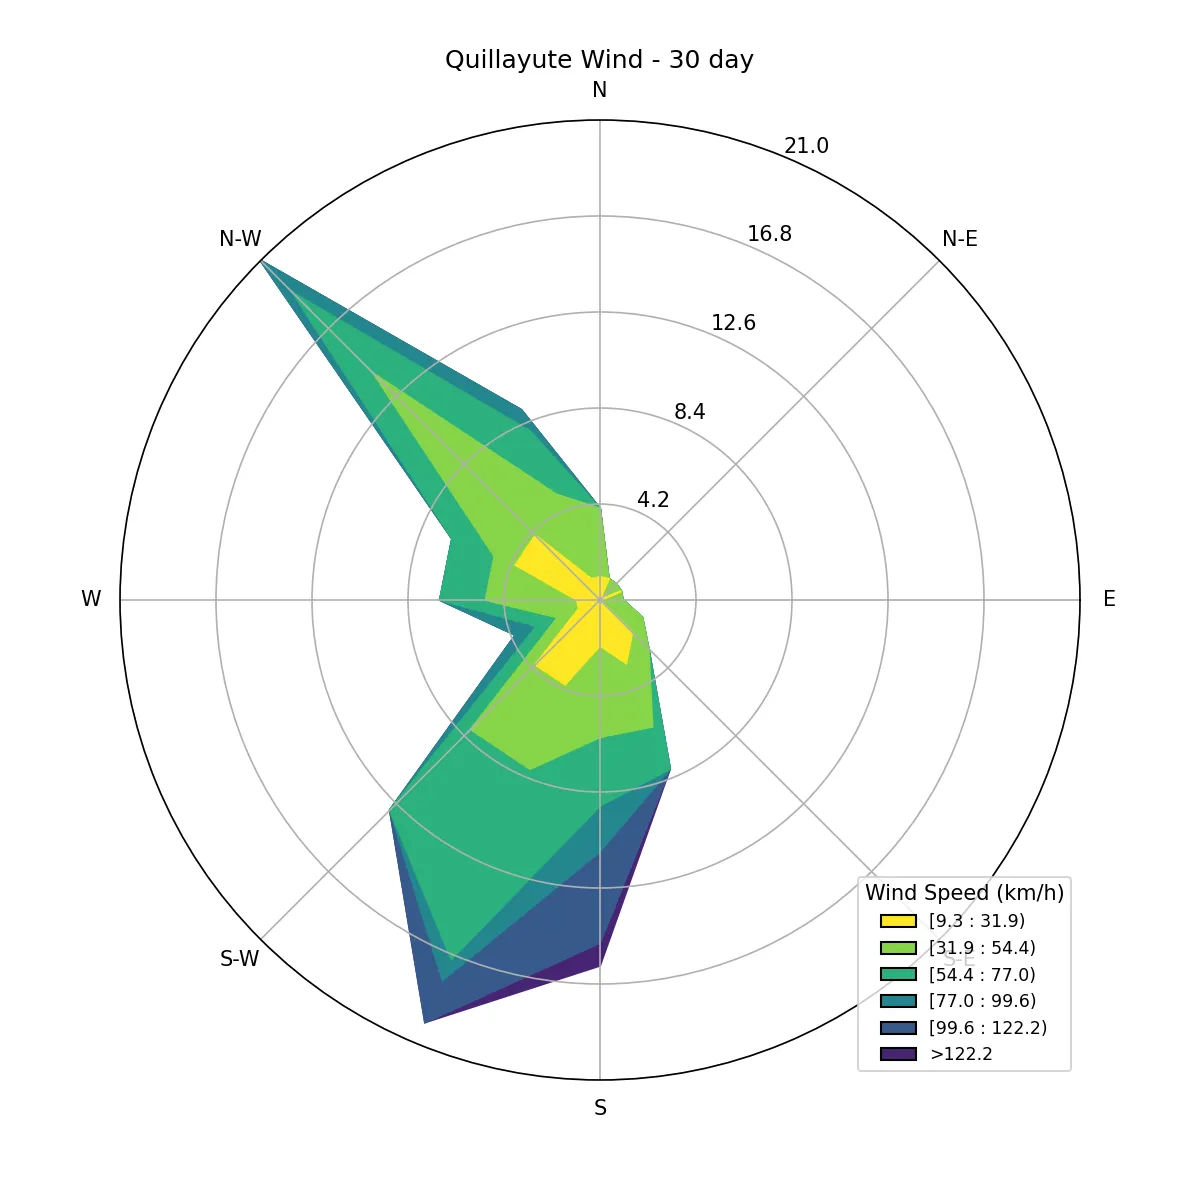 Quillayute Wind - 30 day
N
21.0
N-W
16.8
N-E
12.6
8.4
4.2
W
E
Wind Speed (km/h)
[9.3 : 31.9)
[31.9 : 54.4)
S-W
S-E
[54.4 : 77.0)
[77.0 : 99.6)
[99.6 : 122.2)
>122.2
S